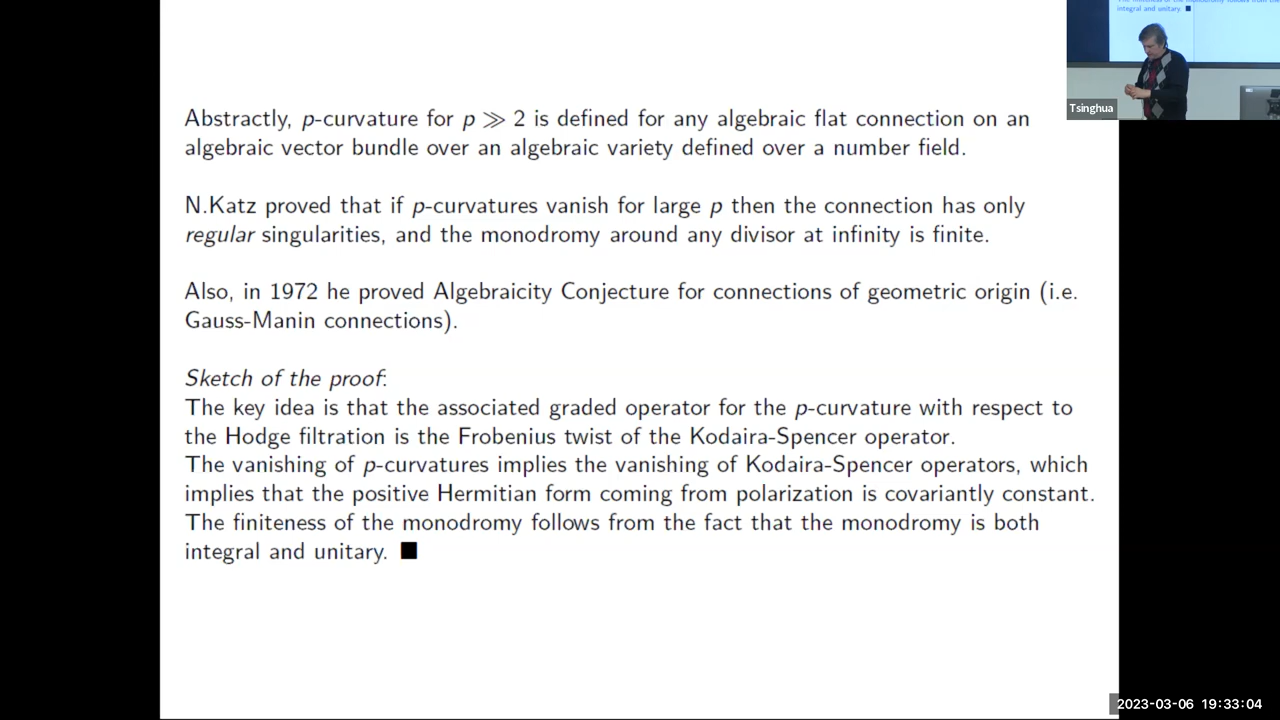 integral and unitary. ■
Tsinghua
Abstractly, p-curvature for p ≫ 2 is defined for any algebraic flat connection on an
algebraic vector bundle over an algebraic variety defined over a number field.
N.Katz proved that if p-curvatures vanish for large p then the connection has only
regular singularities, and the monodromy around any divisor at infinity is finite.
Also, in 1972 he proved Algebraicity Conjecture for connections of geometric origin (i.e.
Gauss-Manin connections).
Sketch of the proof:
The key idea is that the associated graded operator for the p-curvature with respect to
the Hodge filtration is the Frobenius twist of the Kodaira-Spencer operator.
The vanishing of p-curvatures implies the vanishing of Kodaira-Spencer operators, which
implies that the positive Hermitian form coming from polarization is covariantly constant.
The finiteness of the monodromy follows from the fact that the monodromy is both
integral and unitary. ■
2023-03-06 19:33:04